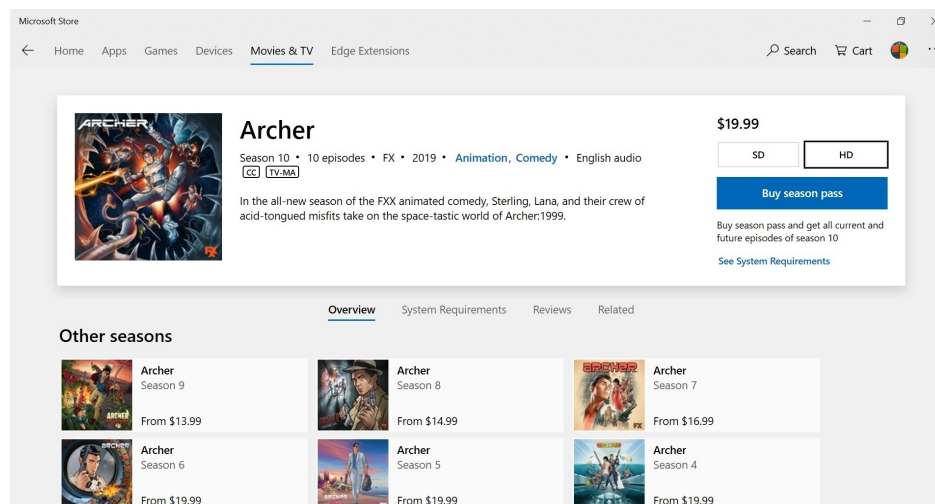 Microsoft Store
Home Apps Games Devices Movies & TV Edge Extensions Search Cart
ARCHER
Archer
$19.99
Season 10 • 10 episodes • FX • 2019 • Animation, Comedy • English audio
SD HD
CC TV-MA
Buy season pass
In the all-new season of the FXX animated comedy, Sterling, Lana, and their crew of
acid-tongued misfits take on the space-tastic world of Archer:1999.
Buy season pass and get all current and
future episodes of season 10
FXX
See System Requirements
Overview System Requirements Reviews Related
Other seasons
Archer
Season 9
From $13.99
ARCHER
Archer
Season 8
From $14.99
ARCHER
Archer
Season 7
From $16.99
FX
Archer
Season 6
From $19.99
ARCHER
Archer
Season 5
From $19.99
ARCHER
Archer
Season 4
From $19.99